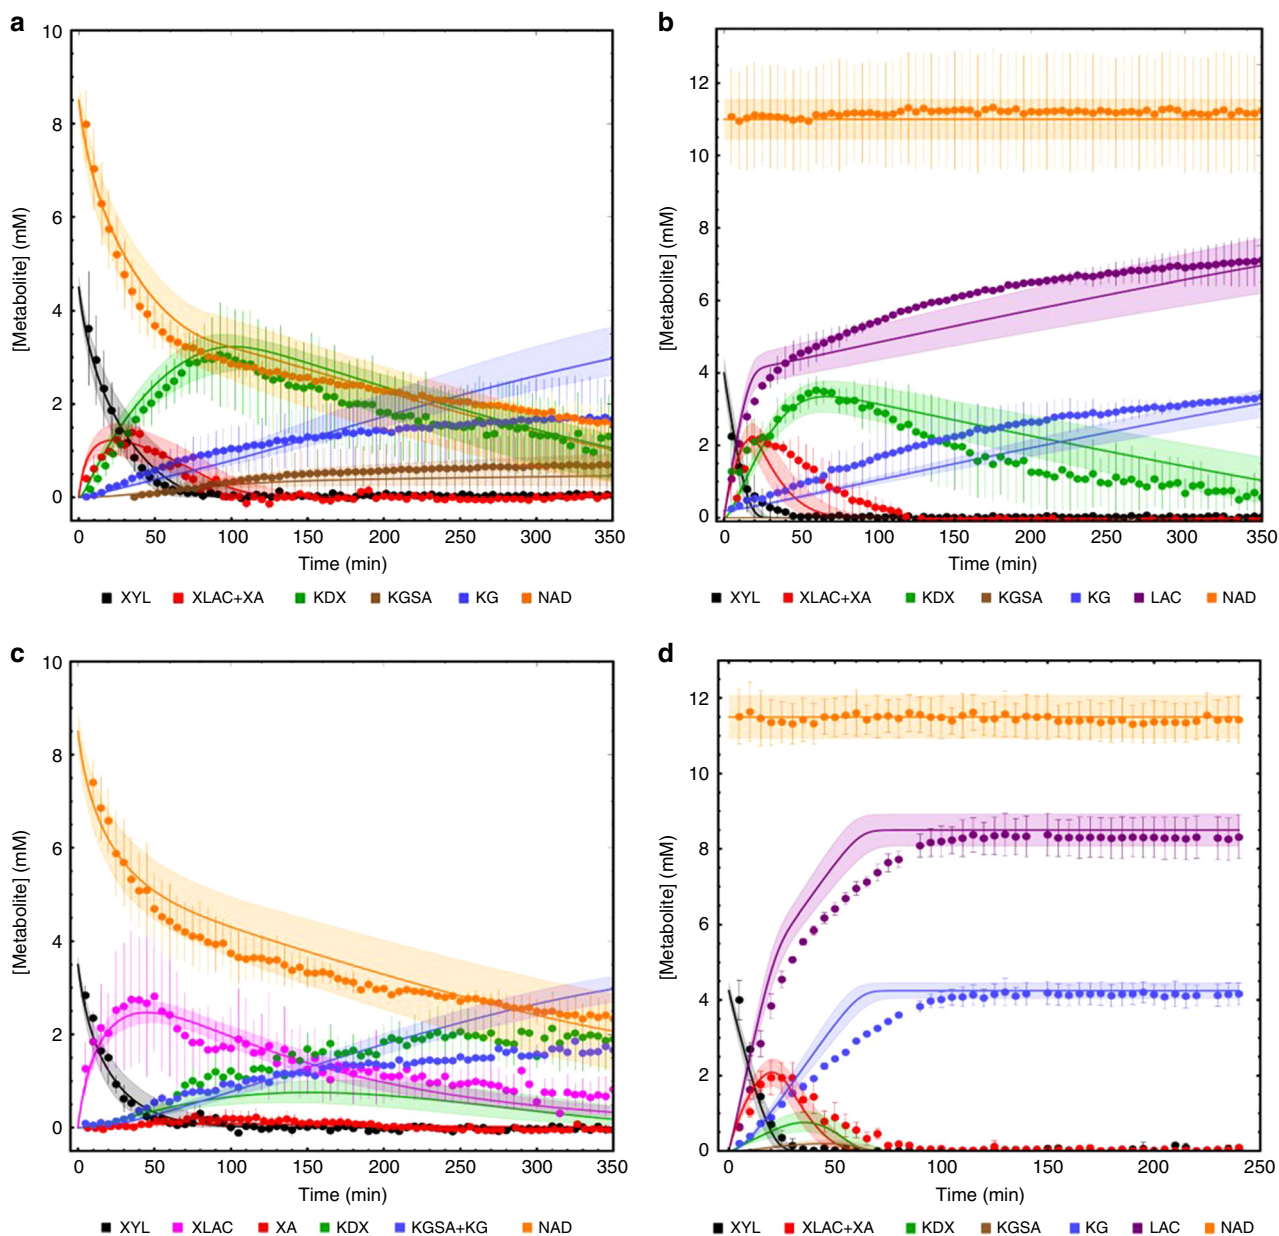 a
10
8
6
4
2
0
[Metabolite] (mM)
0 50 100 150 200 250 300 350
Time (min)
XYL XLAC+XA KDX KGSA KG NAD
b
12
10
8
6
4
2
0
[Metabolite] (mM)
0 50 100 150 200 250 300 350
Time (min)
XYL XLAC+XA KDX KGSA KG LAC NAD
c
10
8
6
4
2
0
[Metabolite] (mM)
0 50 100 150 200 250 300 350
Time (min)
XYL XLAC XA KDX KGSA+KG NAD
d
12
10
8
6
4
2
0
[Metabolite] (mM)
0 50 100 150 200 250
Time (min)
XYL XLAC+XA KDX KGSA KG LAC NAD